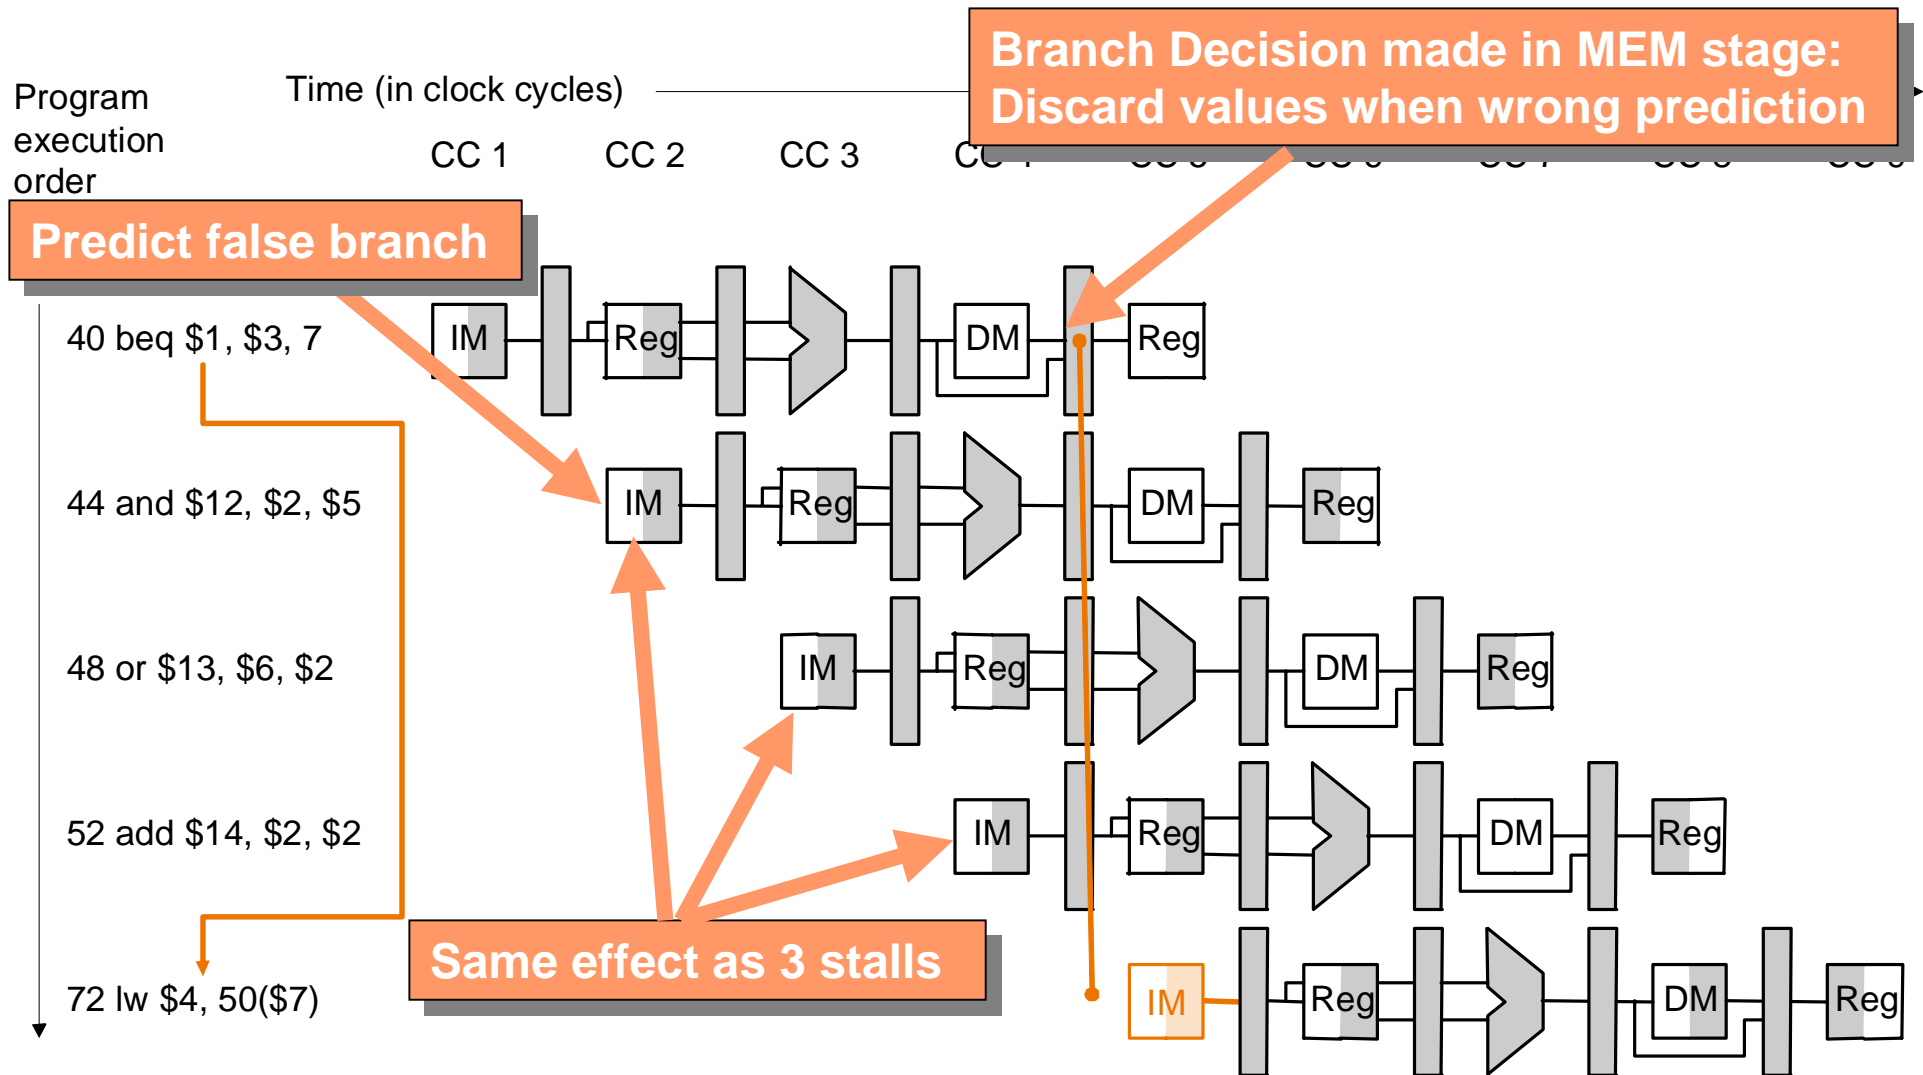 Branch Decision made in MEM stage:
Discard values when wrong prediction
Time (in clock cycles)
Program
execution
order
CC 1 CC 2 CC 3
Predict false branch
40 beq $1, $3, 7
IM Reg DM Reg
44 and $12, $2, $5
IM Reg DM Reg
48 or $13, $6, $2
IM Reg DM Reg
52 add $14, $2, $2
IM Reg DM Reg
Same effect as 3 stalls
72 lw $4, 50($7)
IM Reg DM Reg